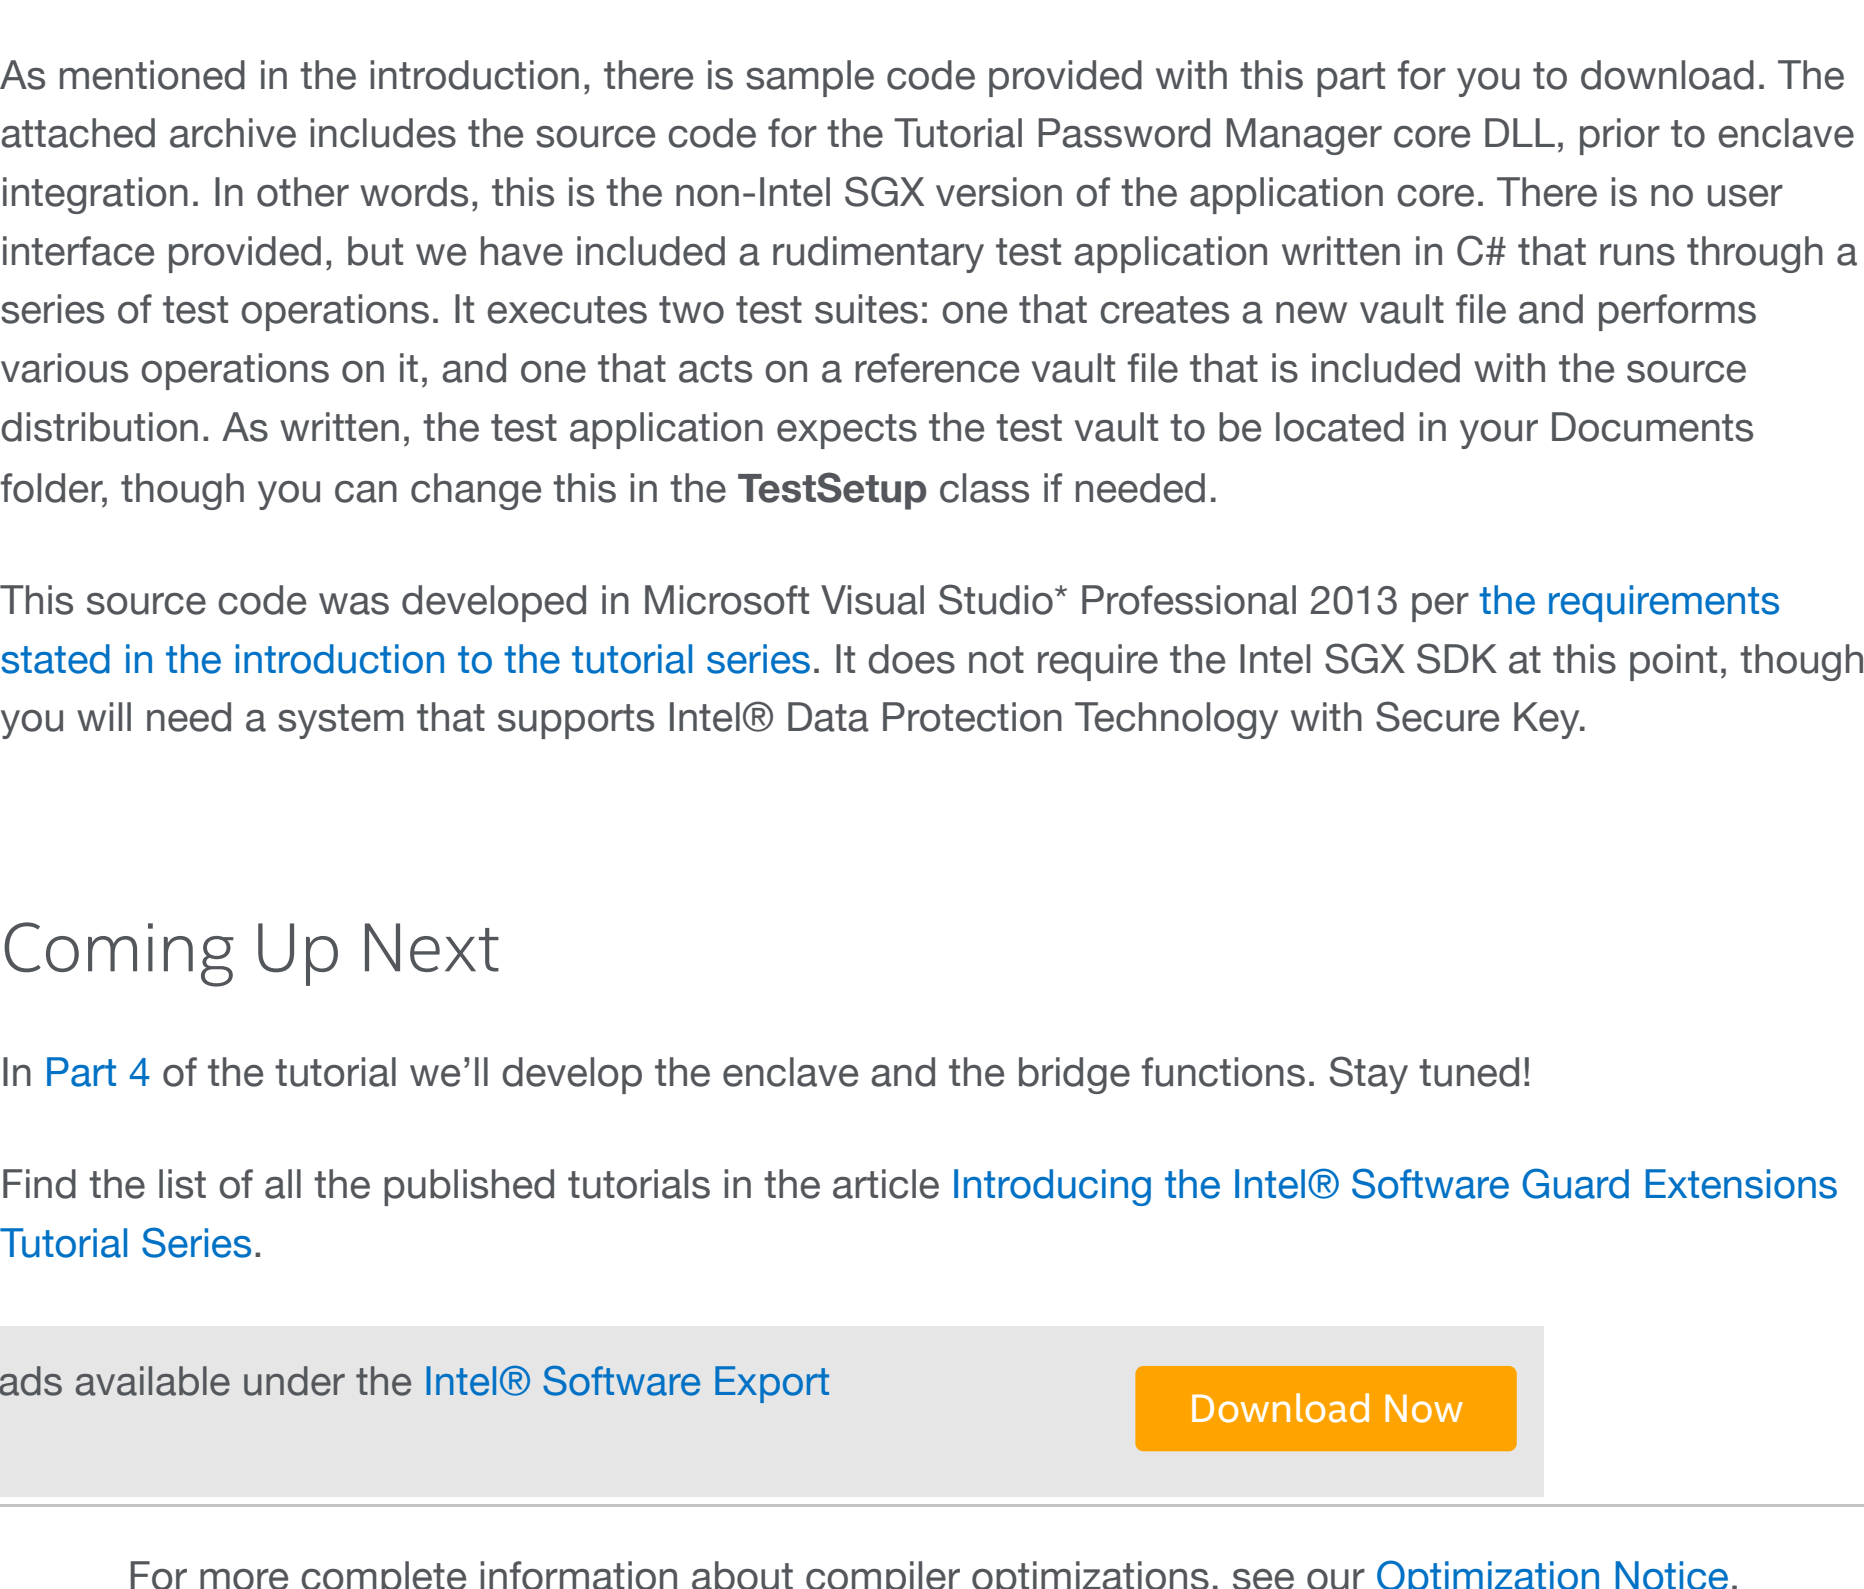 As mentioned in the introduction, there is sample code provided with this part for you to download. The
attached archive includes the source code for the Tutorial Password Manager core DLL, prior to enclave
integration. In other words, this is the non-Intel SGX version of the application core. There is no user
interface provided, but we have included a rudimentary test application written in C# that runs through a
series of test operations. It executes two test suites: one that creates a new vault file and performs
various operations on it, and one that acts on a reference vault file that is included with the source
distribution. As written, the test application expects the test vault to be located in your Documents
folder, though you can change this in the TestSetup class if needed.
This source code was developed in Microsoft Visual Studio* Professional 2013 per the requirements
stated in the introduction to the tutorial series. It does not require the Intel SGX SDK at this point, though
you will need a system that supports Intel® Data Protection Technology with Secure Key.
Coming Up Next
In Part 4 of the tutorial we’ll develop the enclave and the bridge functions. Stay tuned!
Find the list of all the published tutorials in the article Introducing the Intel® Software Guard Extensions
Tutorial Series.
ads available under the Intel® Software Export
Download Now
For more complete information about compiler optimizations, see our Optimization Notice.